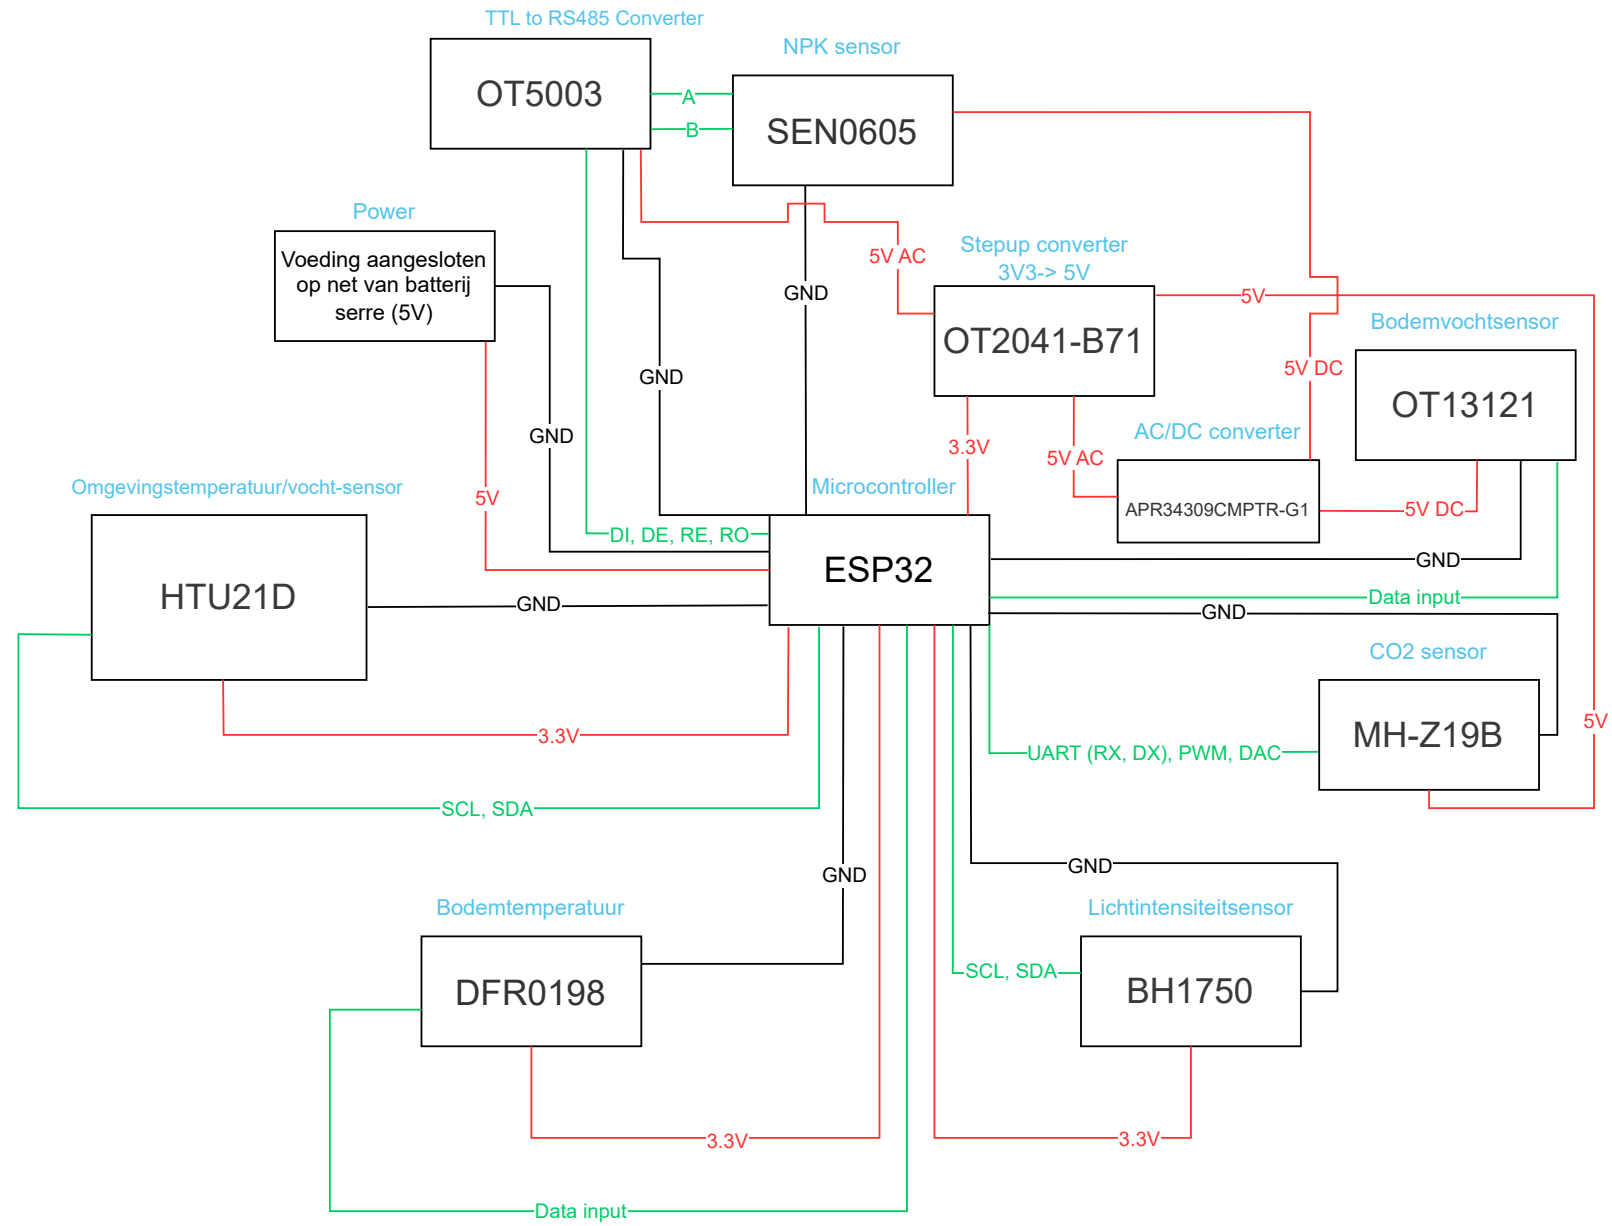 TTL to RS485 Converter
OT5003
A
B
NPK sensor
SEN0605
Power
Voeding aangesloten
op net van batterij
serre (5V)
5V AC
Stepup converter
3V3-> 5V
OT2041-B71
5V
GND
Bodemvochtsensor
OT13121
5V DC
GND
3.3V
5V AC
AC/DC converter
APR34309CMPTR-G1
5V DC
GND
5V
Omgevingstemperatuur/vocht-sensor
HTU21D
Microcontroller
ESP32
DI, DE, RE, RO
GND
Data input
GND
GND
CO2 sensor
MH-Z19B
5V
3.3V
UART (RX, DX), PWM, DAC
SCL, SDA
GND
GND
Bodemtemperatuur
DFR0198
Lichtintensiteitsensor
BH1750
SCL, SDA
3.3V
3.3V
Data input